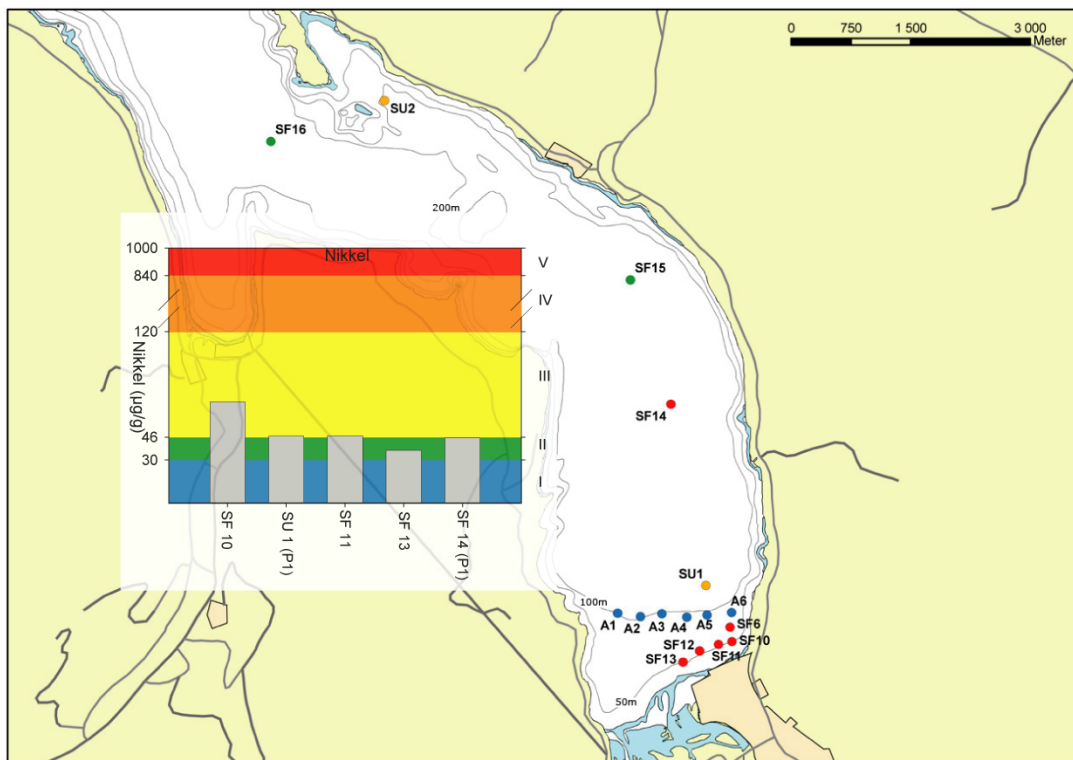 0 750 1 500 3 000
Meter
SU2
SF16
200m
Nikkel
1000
V
840
SF15
IV
120
Nikkel (µg/g)
III
SF14
46
II
30
I
SF 10
SU 1 (P1)
SF 11
SF 13
SF 14 (P1)
SU1
100m
A6
A1 A2 A3 A4 A5
SF6
SF12 SF10
SF13 SF11
50m